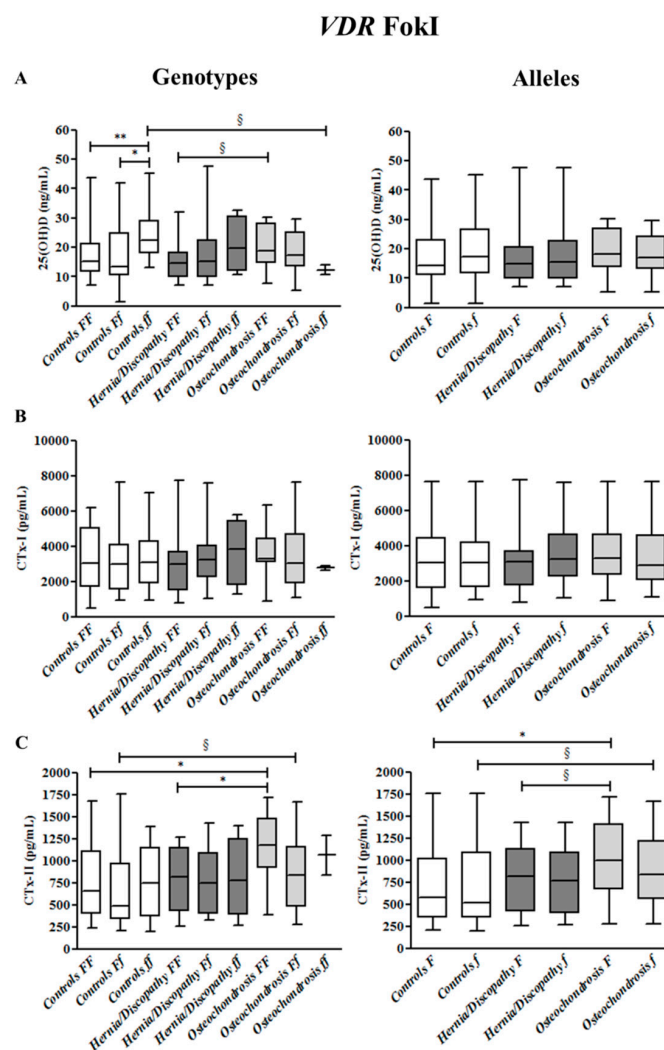 VDR FokI
Genotypes
Alleles
A
25(OH)D (ng/mL)
60
50
40
30
20
10
0
**
*
§
§
Controls FF
Controls Ff
Controls ff
Hernia/Discopathy FF
Hernia/Discopathy Ff
Hernia/Discopathy ff
Osteochondrosis FF
Osteochondrosis Ff
Osteochondrosis ff
25(OH)D (ng/mL)
60
50
40
30
20
10
0
Controls F
Controls f
Hernia/Discopathy F
Hernia/Discopathy f
Osteochondrosis F
Osteochondrosis f
B
CTx-I (pg/mL)
10000
8000
6000
4000
2000
0
Controls FF
Controls Ff
Controls ff
Hernia/Discopathy FF
Hernia/Discopathy Ff
Hernia/Discopathy ff
Osteochondrosis FF
Osteochondrosis Ff
Osteochondrosis ff
CTx-I (pg/mL)
10000
8000
6000
4000
2000
0
Controls F
Controls f
Hernia/Discopathy F
Hernia/Discopathy f
Osteochondrosis F
Osteochondrosis f
C
CTx-II (pg/mL)
2000
1750
1500
1250
1000
750
500
250
0
§
*
*
Controls FF
Controls Ff
Controls ff
Hernia/Discopathy FF
Hernia/Discopathy Ff
Hernia/Discopathy ff
Osteochondrosis FF
Osteochondrosis Ff
Osteochondrosis ff
CTx-II (pg/mL)
2000
1750
1500
1250
1000
750
500
250
0
*
§
§
Controls F
Controls f
Hernia/Discopathy F
Hernia/Discopathy f
Osteochondrosis F
Osteochondrosis f